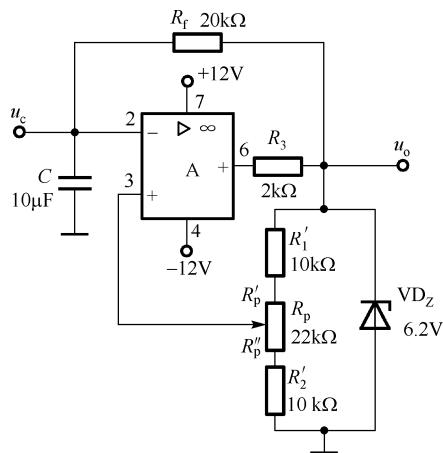 Rf 20kΩ
+12V
uc
2
7
− ▷ ∞
6
R3
uo
C
10μF
3
A
+
+
2kΩ
4
−12V
R1′
10kΩ
Rp′
Rp
22kΩ
Rp″
VDZ
6.2V
R2′
10 kΩ